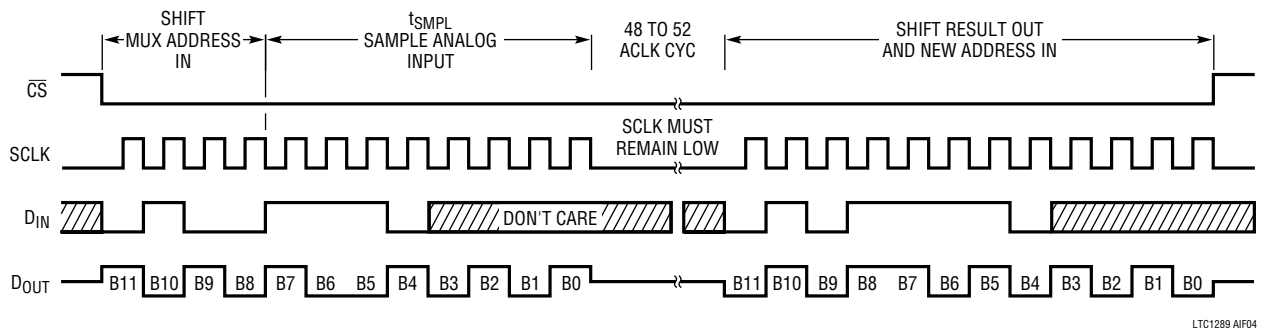 SHIFT
MUX ADDRESS
IN
tSMPL
SAMPLE ANALOG
INPUT
48 TO 52
ACLK CYC
SHIFT RESULT OUT
AND NEW ADDRESS IN
CS
SCLK
SCLK MUST
REMAIN LOW
DIN
DON'T CARE
DOUT B11 B10 B9 B8 B7 B6 B5 B4 B3 B2 B1 B0 B11 B10 B9 B8 B7 B6 B5 B4 B3 B2 B1 B0
LTC1289 AIF04